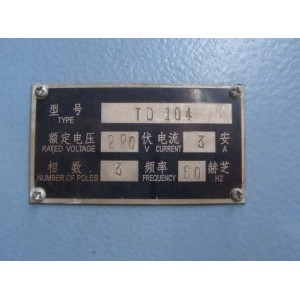 型号 TD 104
TYPE
额定电压 220 伏 电流 3 安
RATED VOLTAGE V CURRENT A
相数. 3 频率 60 赫芝
NUMBER OF POLES FREQUENCY HZ